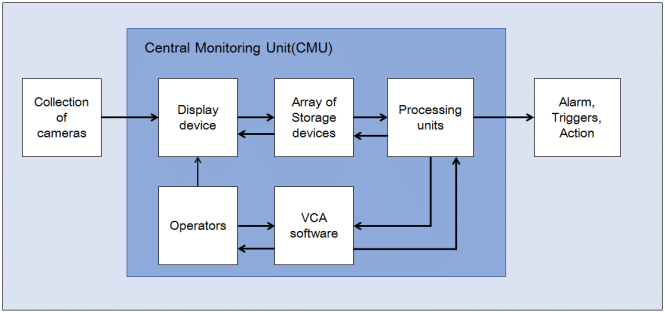 Central Monitoring Unit(CMU)
Collection
of
cameras
Display
device
Array of
Storage
devices
Processing
units
Alarm,
Triggers,
Action
Operators
VCA
software